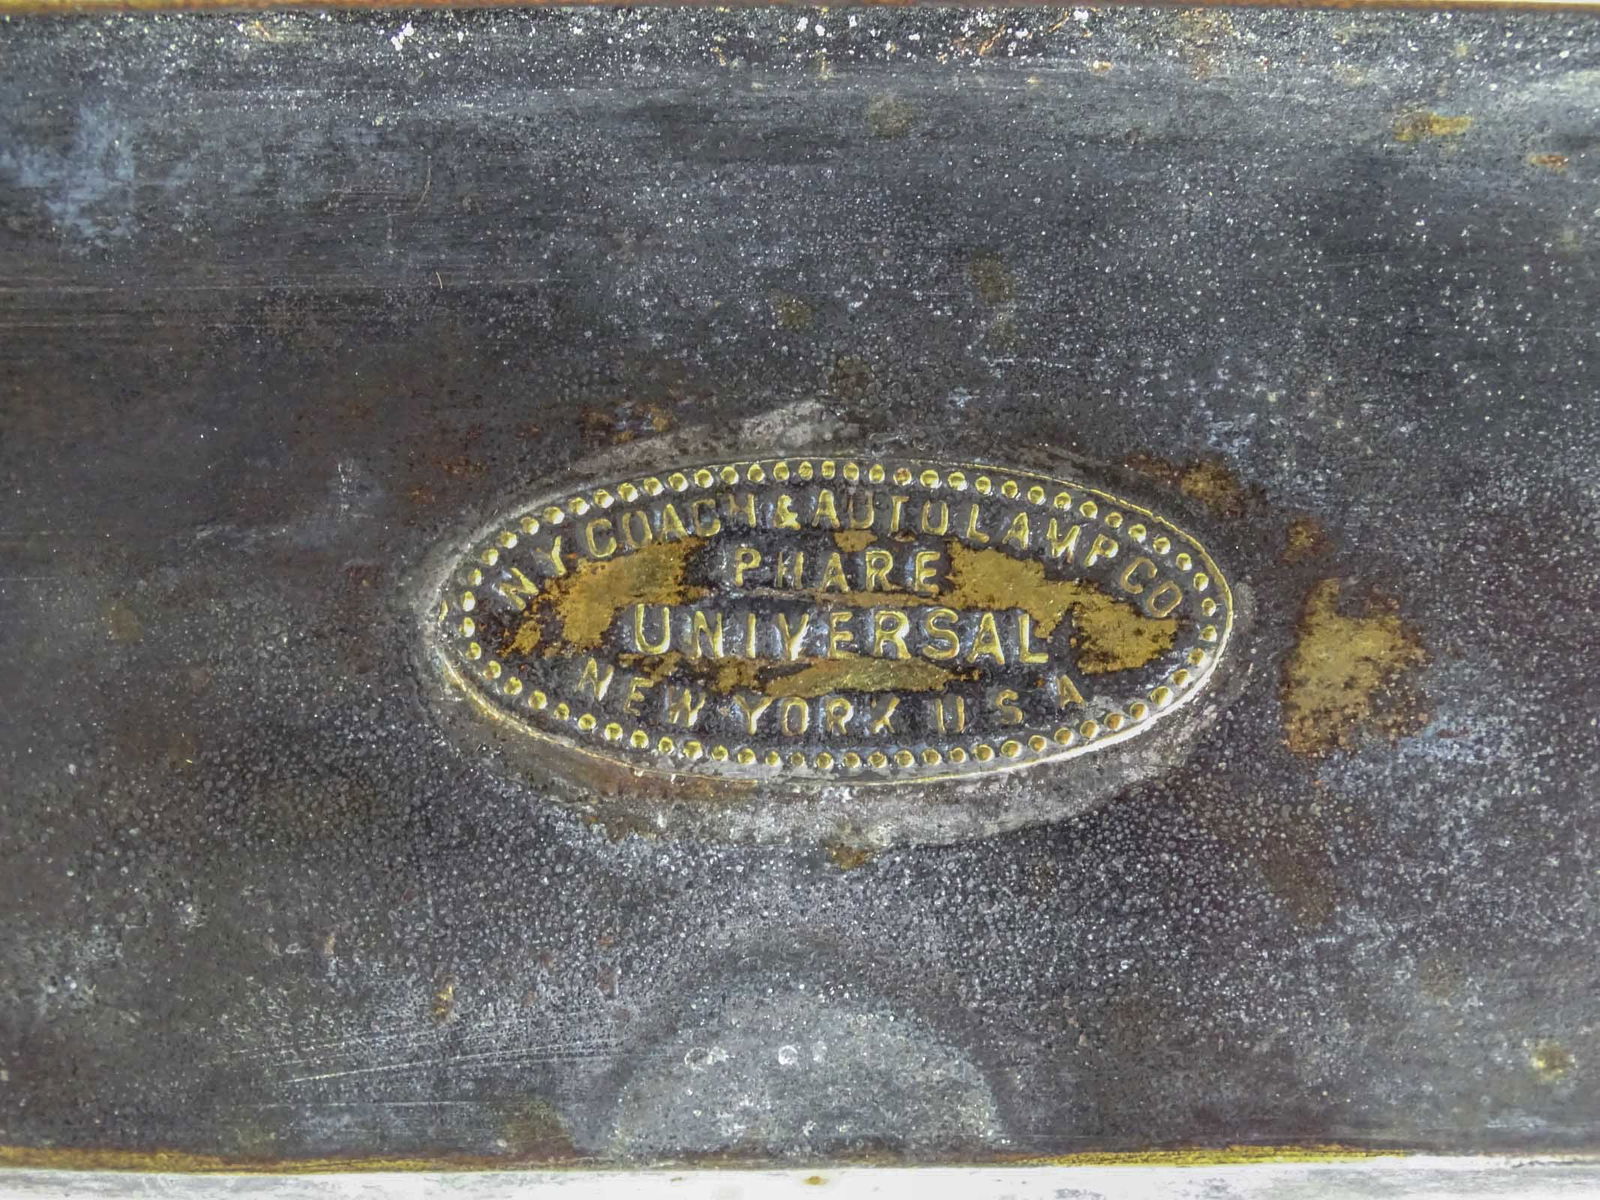 N Y COACH & AUTO LAMP CO
PHARE
UNIVERSAL
NEW YORK U S A